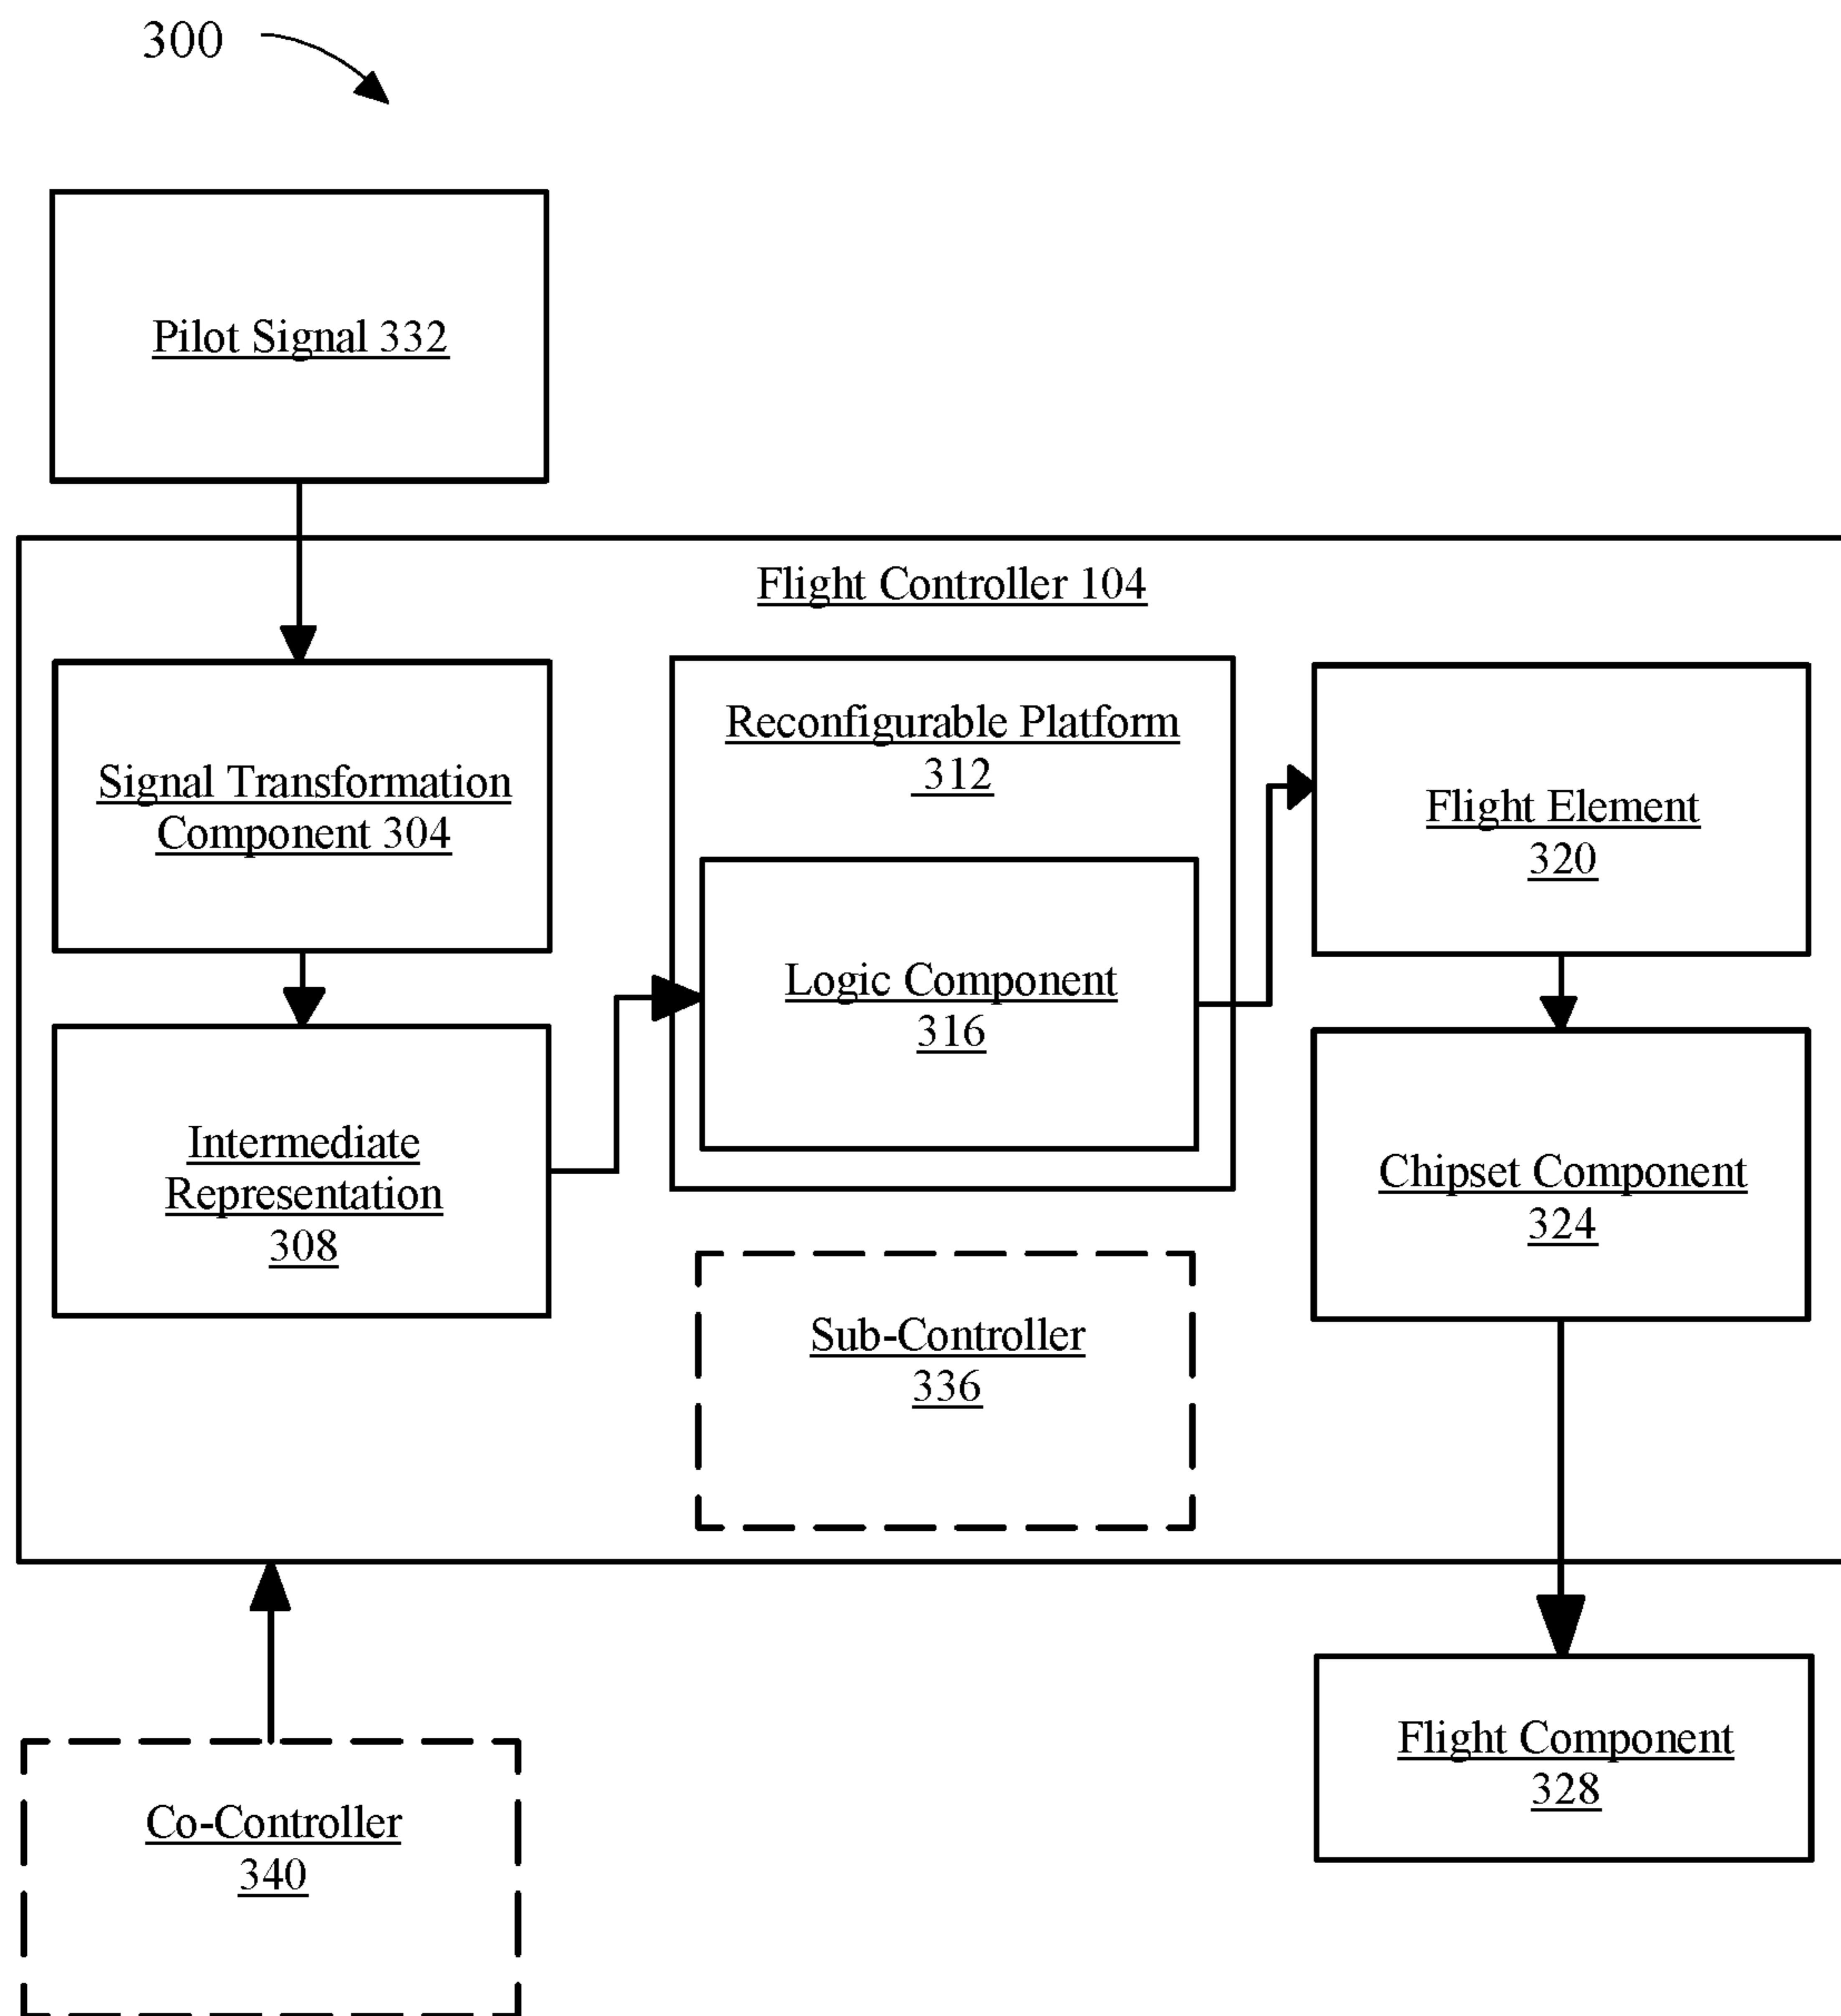 300
Pilot Signal 332
Flight Controller 104
Signal Transformation
Component 304
Reconfigurable Platform
312
Flight Element
320
Logic Component
316
Intermediate
Representation
308
Chipset Component
324
Sub-Controller
336
Flight Component
328
Co-Controller
340